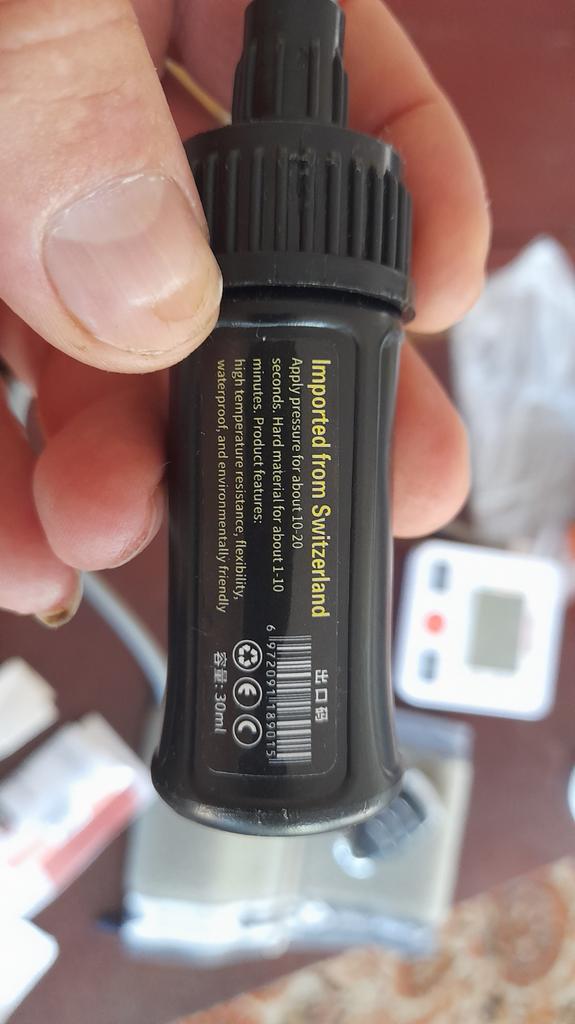 Imported from Switzerland
Apply pressure for about 10-20
seconds. Hard material for about 1-10
minutes. Product features:
high temperature resistance, flexibility,
waterproof, and environmentally friendly
出口码
6 972091 189015
容量: 30ml